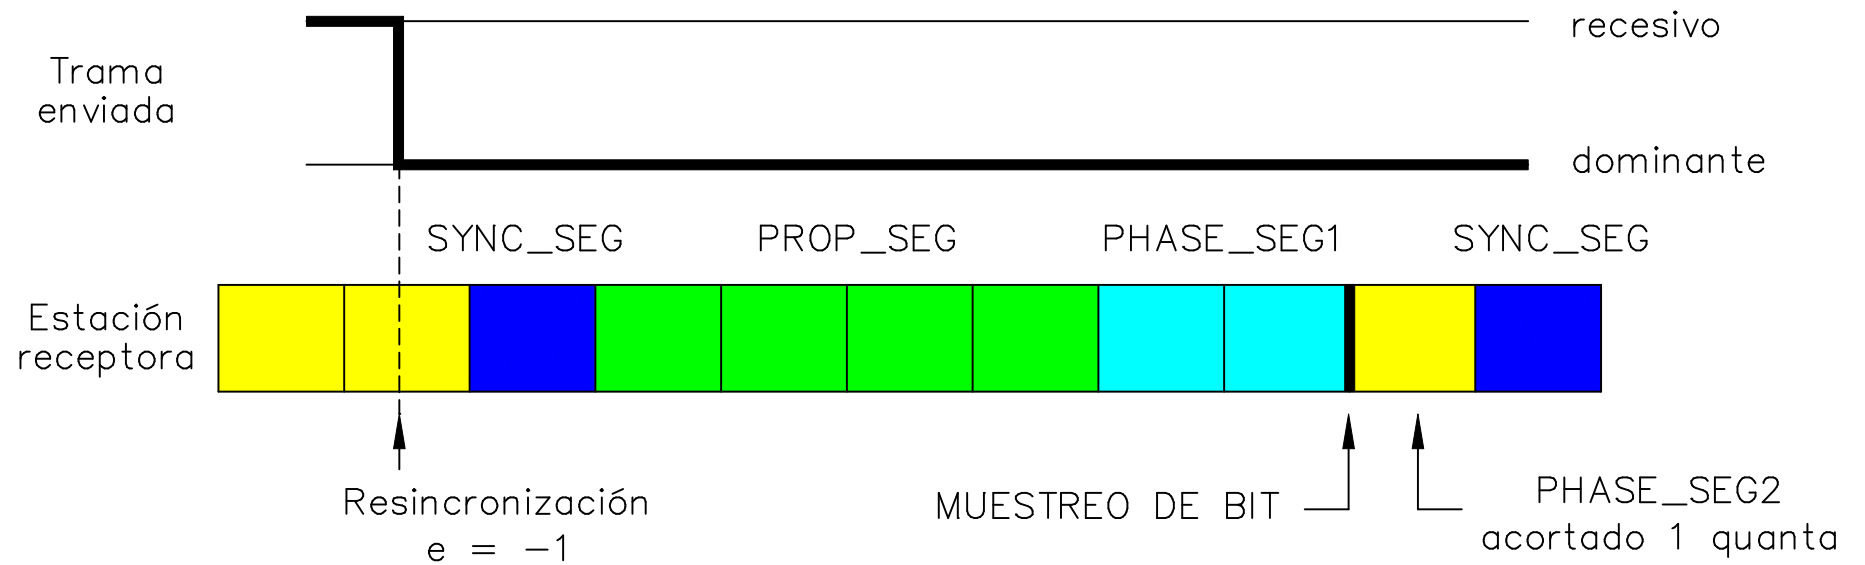 recesivo
Trama
enviada
dominante
SYNC_SEG PROP_SEG PHASE_SEG1 SYNC_SEG
Estación
receptora
Resincronización
e = -1
MUESTREO DE BIT
PHASE_SEG2
acortado 1 quanta